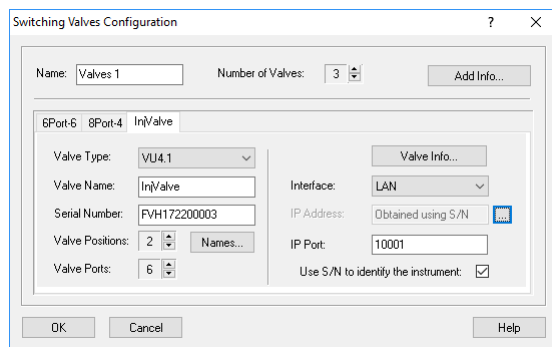 Switching Valves Configuration ?
Name: Valves 1 Number of Valves: 3 Add Info...
6Port-6 8Port-4 InjValve
Valve Type: VU4.1 Valve Info...
Valve Name: InjValve Interface: LAN
Serial Number: FVH172200003 IP Address: Obtained using S/N ...
Valve Positions: 2 Names... IP Port: 10001
Valve Ports: 6 Use S/N to identify the instrument:
OK Cancel Help